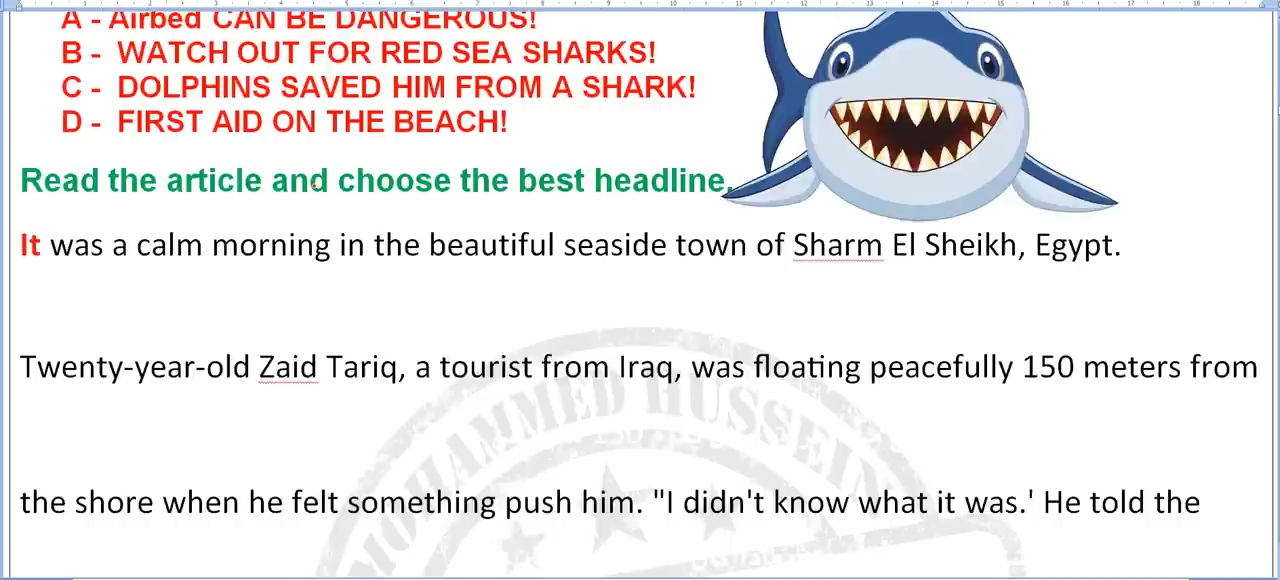 A - Airbed CAN BE DANGEROUS!
B - WATCH OUT FOR RED SEA SHARKS!
C - DOLPHINS SAVED HIM FROM A SHARK!
D - FIRST AID ON THE BEACH!
Read the article and choose the best headline.
It was a calm morning in the beautiful seaside town of Sharm El Sheikh, Egypt.
Twenty-year-old Zaid Tariq, a tourist from Iraq, was floating peacefully 150 meters from
MOHAMMED HUSSEIN
the shore when he felt something push him. "I didn't know what it was.' He told the